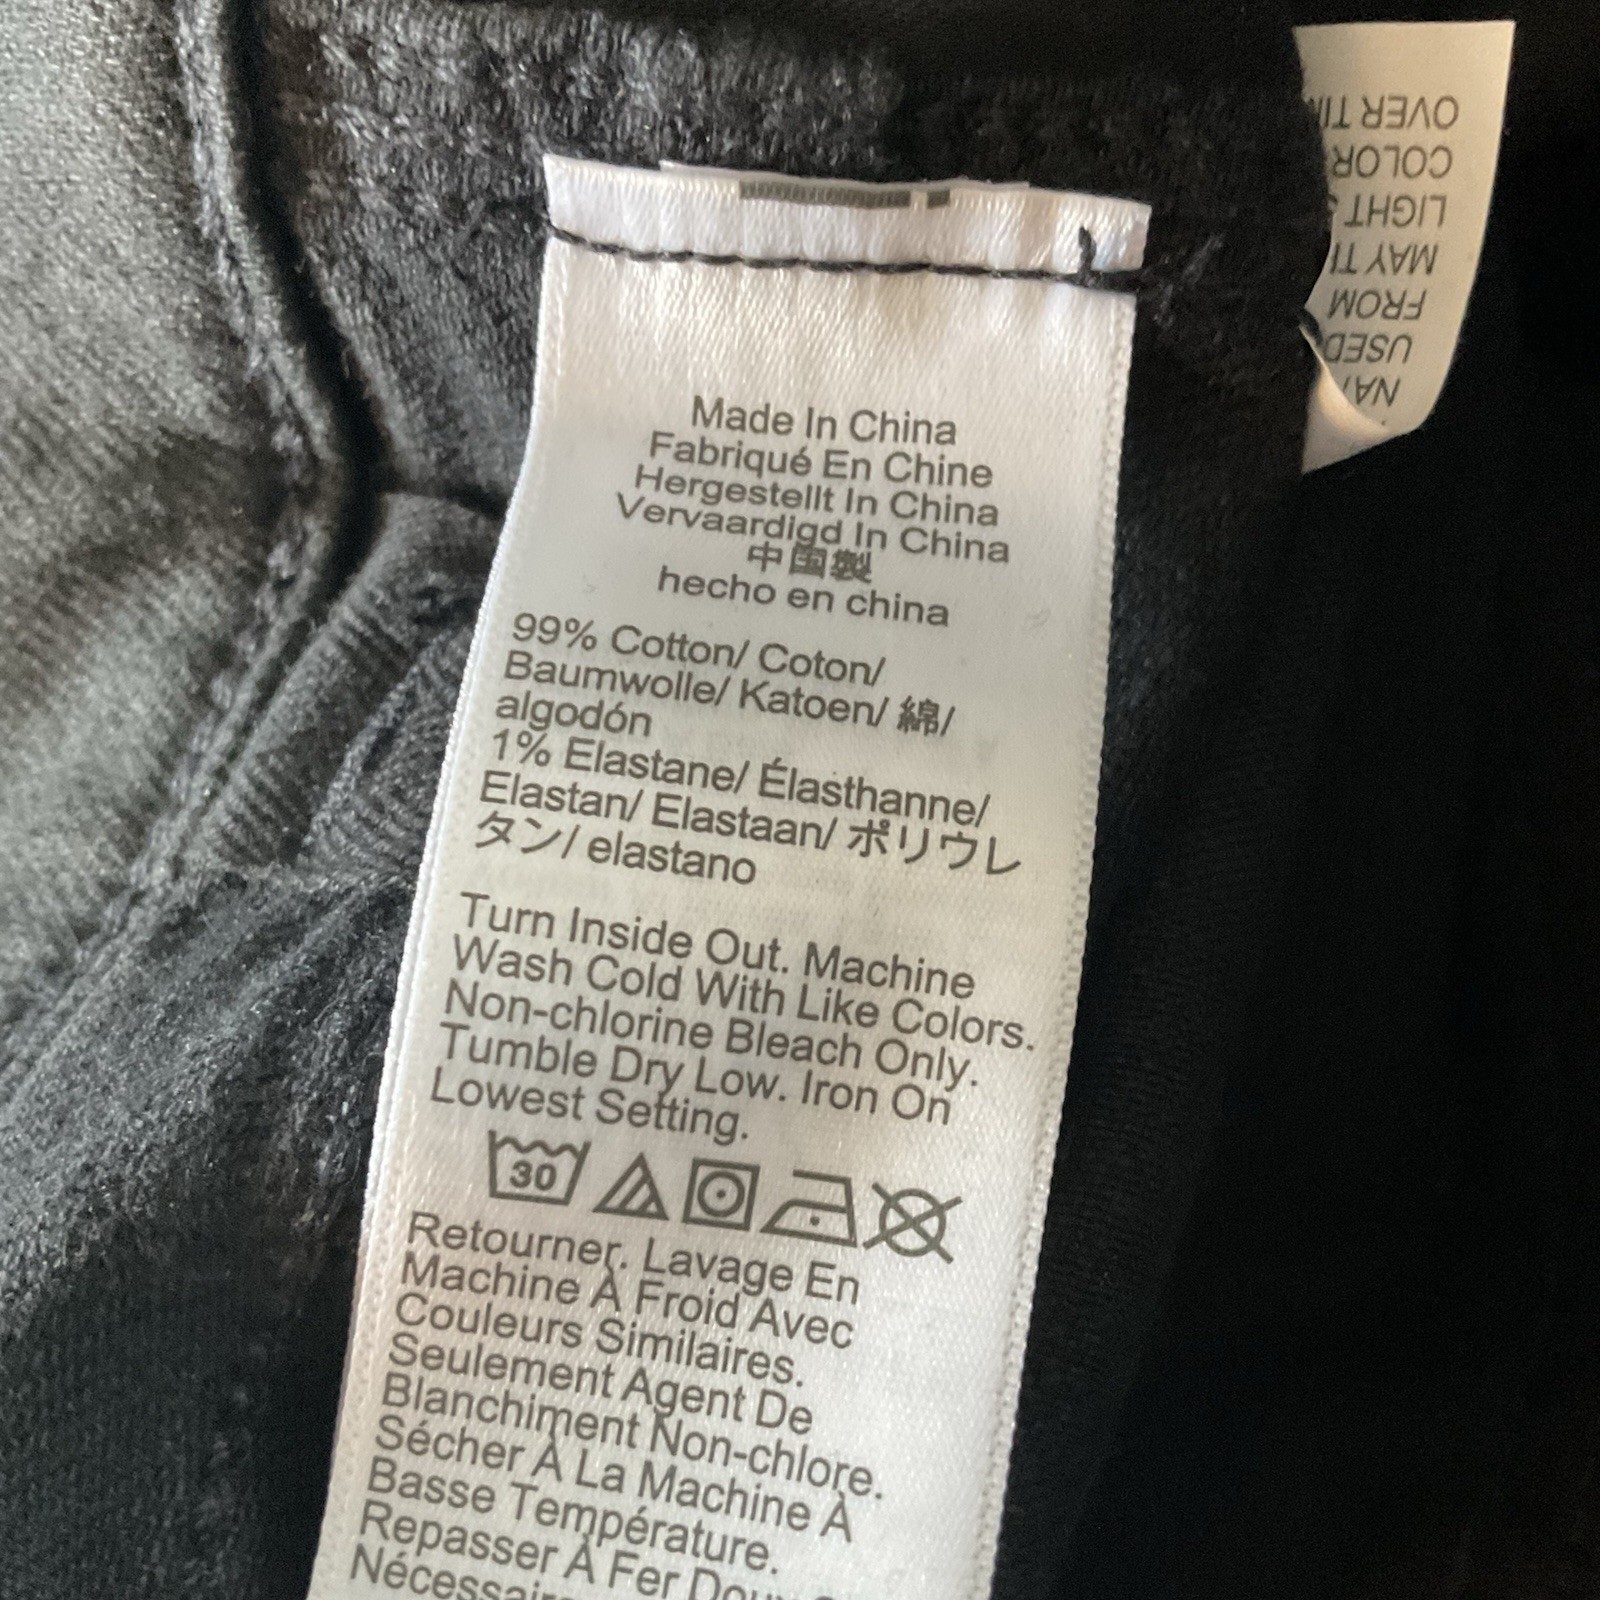 Made In China
Fabriqué En Chine
Hergestellt In China
Vervaardigd In China
中国製
hecho en china
99% Cotton/ Coton/
Baumwolle/ Katoen/ 綿/
algodón
1% Elastane/ Élasthanne/
Elastan/ Elastaan/ ポリウレ
タン/ elastano
Turn Inside Out. Machine
Wash Cold With Like Colors.
Non-chlorine Bleach Only.
Tumble Dry Low. Iron On
Lowest Setting.
30
Retourner. Lavage En
Machine À Froid Avec
Couleurs Similaires.
Seulement Agent De
Blanchiment Non-chlore.
Sécher À La Machine À
Basse Température.
Repasser À Fer
USED
FROM
MAY
LIGHT
COLOR
OVER